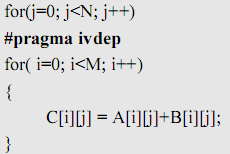 for(j=0; j<N; j++)
#pragma ivdep
for( i=0; i<M; i++)
{
C[i][j] = A[i][j]+B[i][j];
}